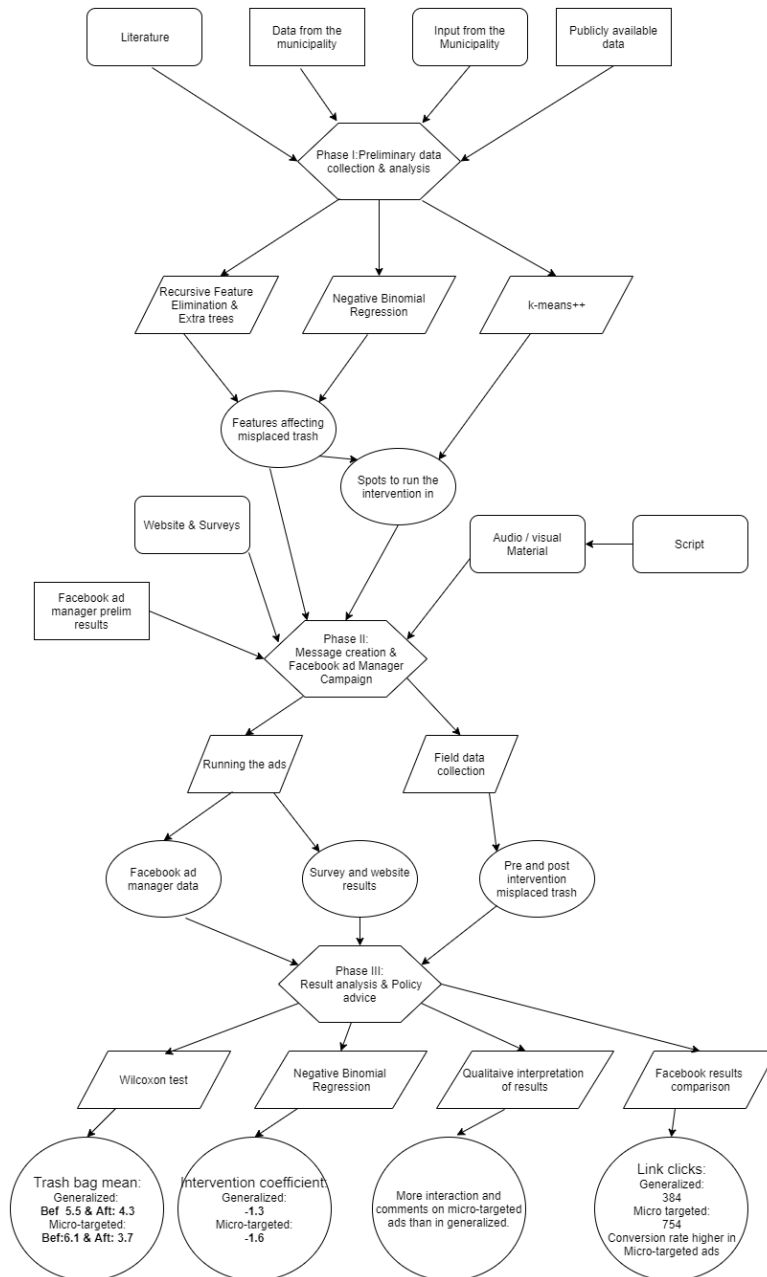 Literature
Data from the
municipality
Input from the
Municipality
Publicly available
data
Phase I:Preliminary data
collection & analysis
Recursive Feature
Elimination &
Extra trees
Negative Binomial
Regression
k-means++
Features affecting
misplaced trash
Spots to run the
intervention in
Website & Surveys
Audio / visual
Material
Script
Facebook ad
manager prelim
results
Phase II:
Message creation &
Facebook ad Manager
Campaign
Running the ads
Field data
collection
Facebook ad
manager data
Survey and website
results
Pre and post
intervention
misplaced trash
Phase III:
Result analysis & Policy
advice
Wilcoxon test
Negative Binomial
Regression
Qualitaive interpretation
of results
Facebook results
comparison
Trash bag mean:
Generalized:
Bef 5.5 & Aft: 4.3
Micro-targeted:
Bef:6.1 & Aft: 3.7
Intervention coefficient:
Generalized:
-1.3
Micro-targeted:
-1.6
More interaction and
comments on micro-targeted
ads than in generalized.
Link clicks:
Generalized:
384
Micro targeted:
754
Conversion rate higher in
Micro-targeted ads